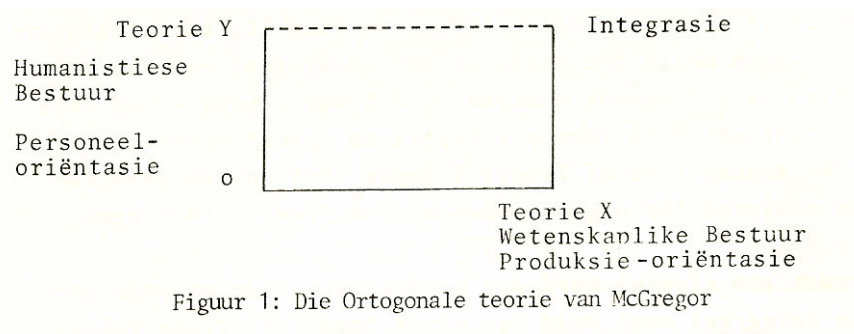 Teorie Y
Integrasie
Humanistiese
Bestuur
Personeel-
oriëntasie
o
Teorie X
Wetenskaplike Bestuur
Produksie-oriëntasie
Figuur 1: Die Ortogonale teorie van McGregor